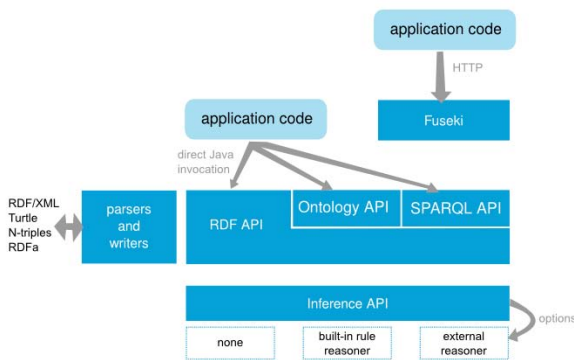 application code
HTTP
Fuseki
application code
direct Java
invocation
RDF/XML
Turtle
N-triples
RDFa
parsers
and
writers
RDF API
Ontology API
SPARQL API
Inference API
options
none
built-in rule
reasoner
external
reasoner